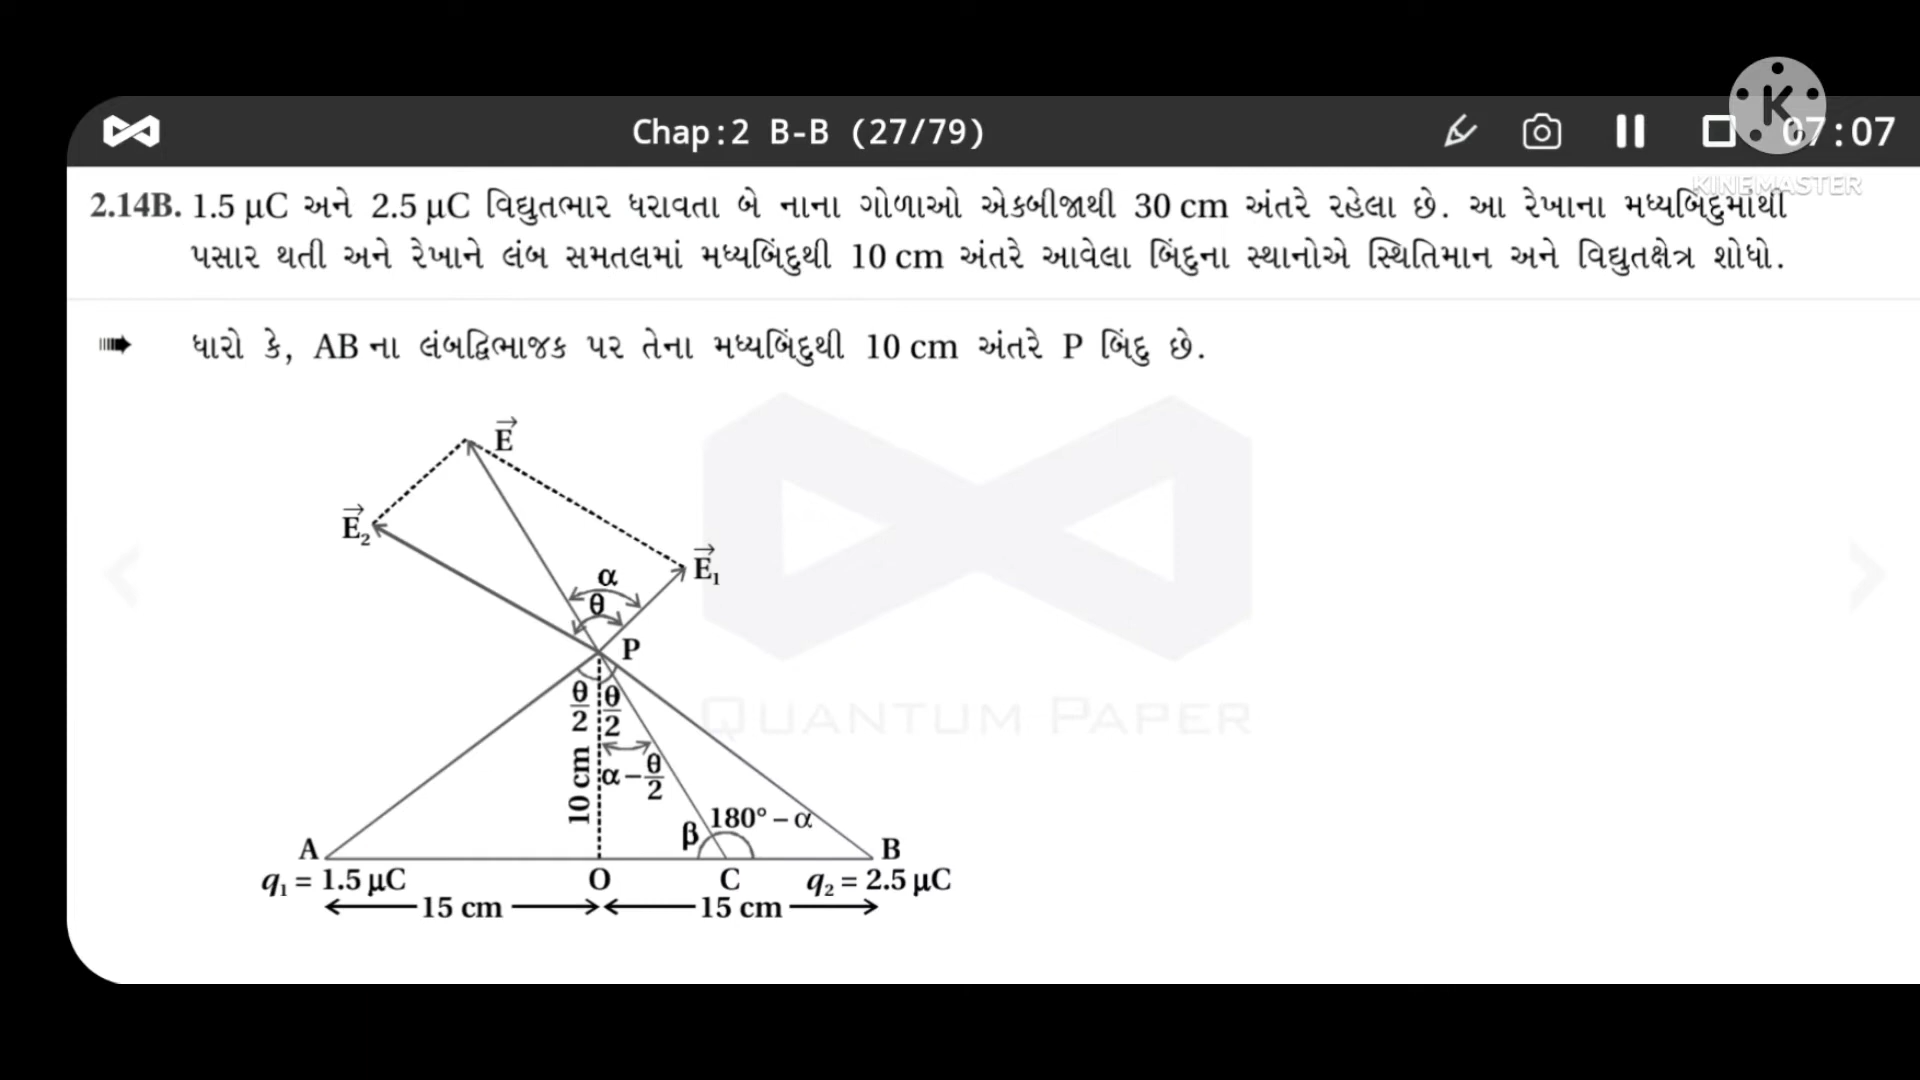 Chap:2 B-B (27/79)
07:07
KINEMASTER
2.14B. 1.5 μC અને 2.5 μC વિદ્યુતભાર ધરાવતા બે નાના ગોળાઓ એકબીજાથી 30 cm અંતરે રહેલા છે. આ રેખાના મધ્યબિંદુમાંથી
પસાર થતી અને રેખાને લંબ સમતલમાં મધ્યબિંદુથી 10 cm અંતરે આવેલા બિંદુના સ્થાનોએ સ્થિતિમાન અને વિદ્યુતક્ષેત્ર શોધો.
ધારો કે, AB ના લંબદ્વિભાજક પર તેના મધ્યબિંદુથી 10 cm અંતરે P બિંદુ છે.
E⃗
E⃗₂
E⃗₁
α
θ
P
θ/2 θ/2
10 cm
α – θ/2
β 180° – α
A B
q₁ = 1.5 μC O C q₂ = 2.5 μC
15 cm 15 cm
QUANTUM PAPER